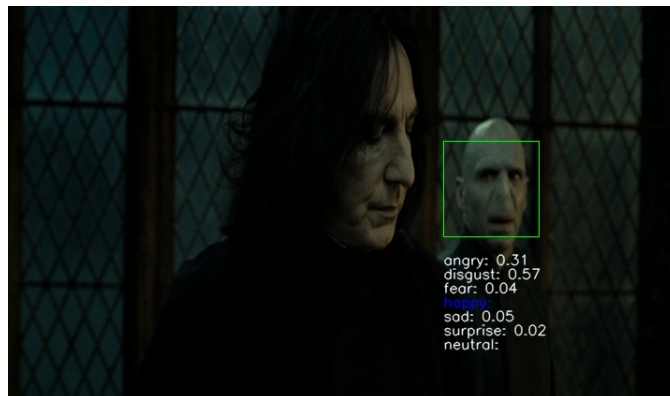 angry: 0.31
disgust: 0.57
fear: 0.04
happy:
sad: 0.05
surprise: 0.02
neutral: